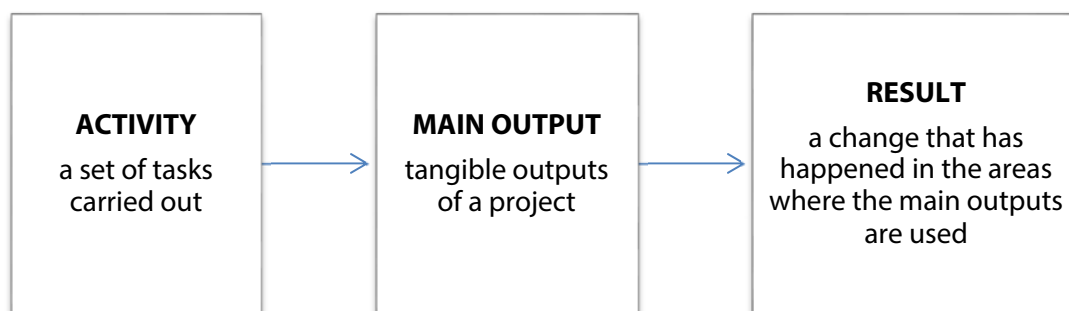 ACTIVITY
a set of tasks
carried out
MAIN OUTPUT
tangible outputs
of a project
RESULT
a change that has
happened in the areas
where the main outputs
are used